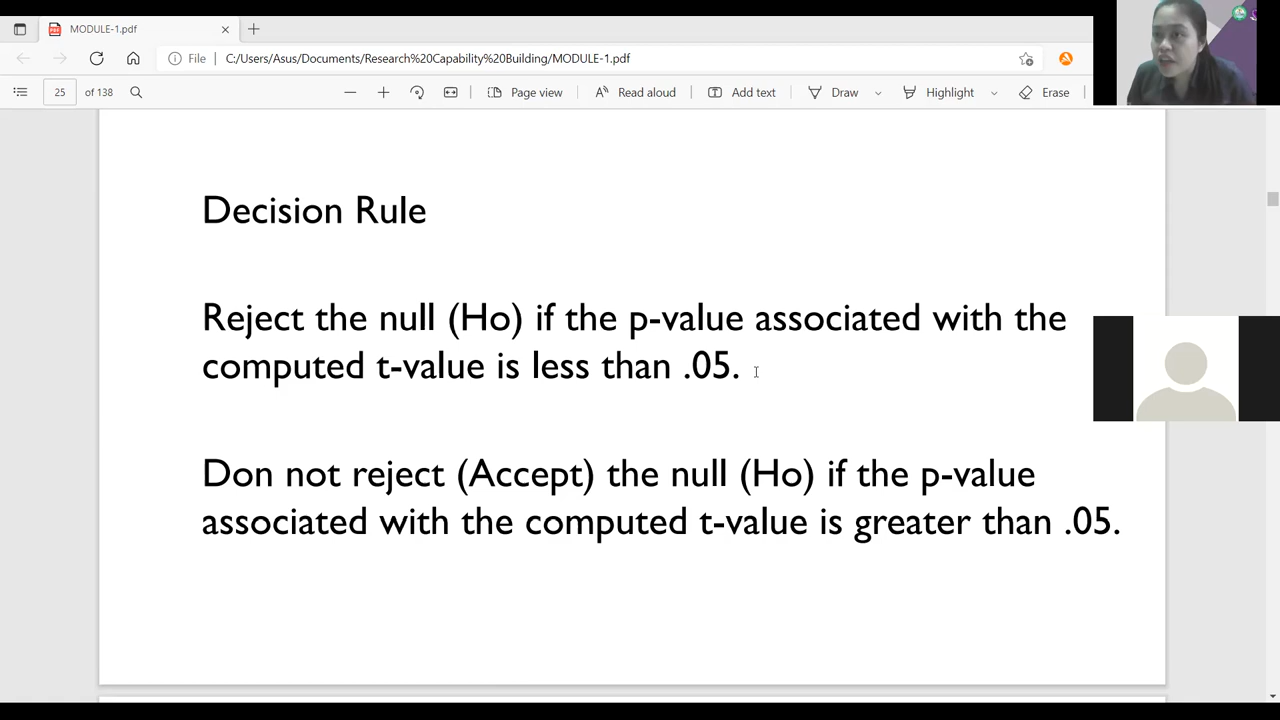 MODULE-1.pdf
File
C:/Users/Asus/Documents/Research%20Capability%20Building/MODULE-1.pdf
25 of 138
Page view
Read aloud
Add text
Draw
Highlight
Erase
Decision Rule
Reject the null (Ho) if the p-value associated with the
computed t-value is less than .05.
Don not reject (Accept) the null (Ho) if the p-value
associated with the computed t-value is greater than .05.